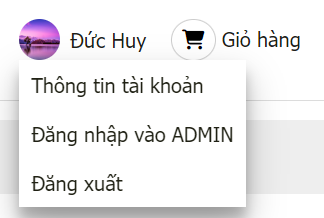 Đức Huy Giỏ hàng
Thông tin tài khoản
Đăng nhập vào ADMIN
Đăng xuất